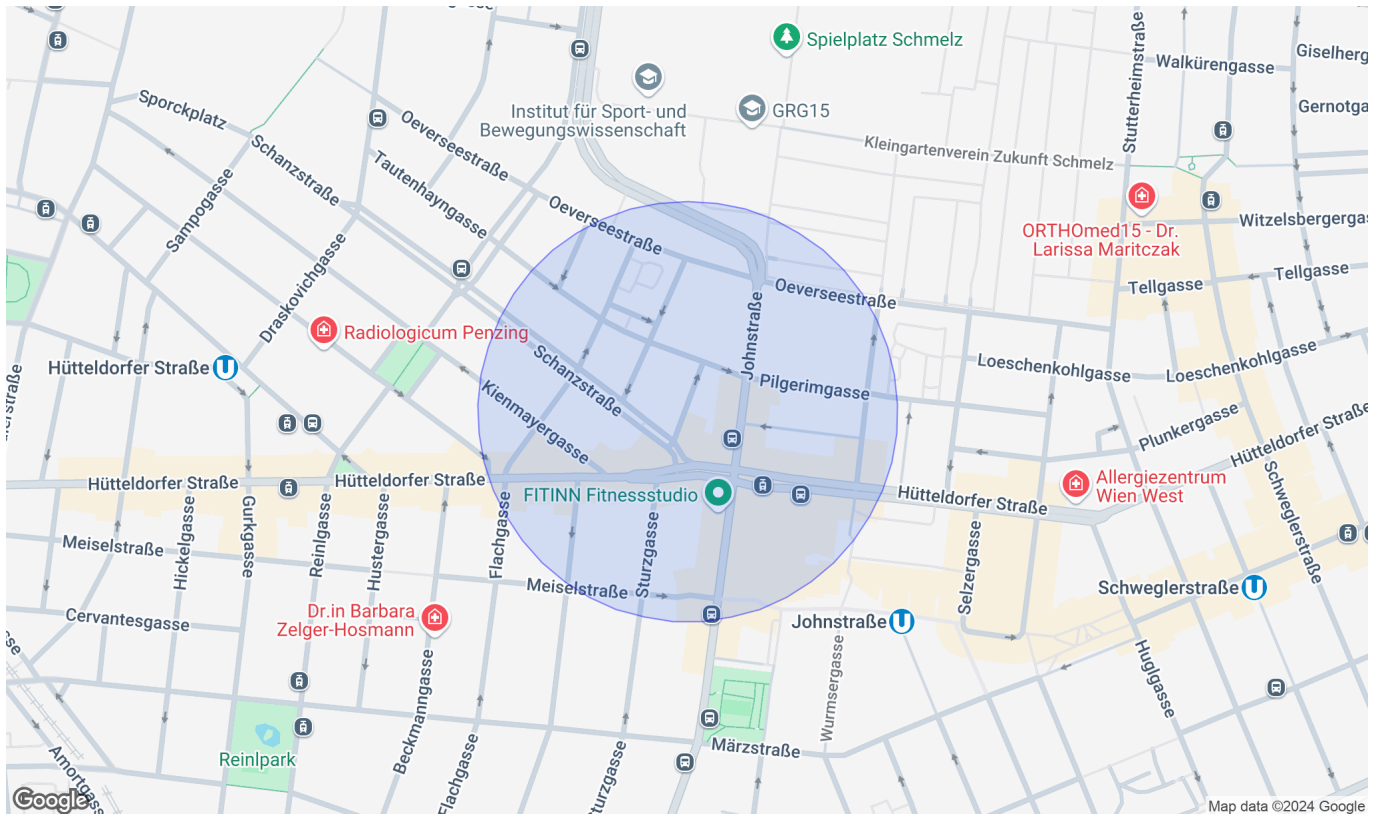 Spielplatz Schmelz
Giselherg
Walkürengasse
Stutterheimstraße
Gernotga
Sporckplatz
Institut für Sport- und
Bewegungswissenschaft
GRG15
Oeverseestraße
Kleingartenverein Zukunft Schmelz
Schanzstraße
Tautenhayngasse
Sampogasse
Oeverseestraße
ORTHOmed15 - Dr.
Larissa Maritczak
Witzelsbergergas
Draskovichgasse
Tellgasse
Tellgasse
Oeverseestraße
Radiologicum Penzing
Johnstraße
Hütteldorfer Straße
Schanzstraße
Loeschenkohlgasse
Loeschenkohlgasse
Kienmayergasse
Pilgerimgasse
Plunkergasse
Hütteldorfer Straße
Hütteldorfer Straße
Hütteldorfer Straße
FITINN Fitnessstudio
Hütteldorfer Straße
Allergiezentrum
Wien West
Schweglerstraße
Hickelgasse
Gurkgasse
Reinlgasse
Hustergasse
Flachgasse
Sturzgasse
Selzergasse
Meiselstraße
Meiselstraße
Schweglerstraße
Cervantesgasse
Dr.in Barbara
Zelger-Hosmann
Johnstraße
Huglgasse
Wurmsergasse
Beckmanngasse
Flachgasse
Märzstraße
Reinlpark
Amortgasse
Google
Map data ©2024 Google